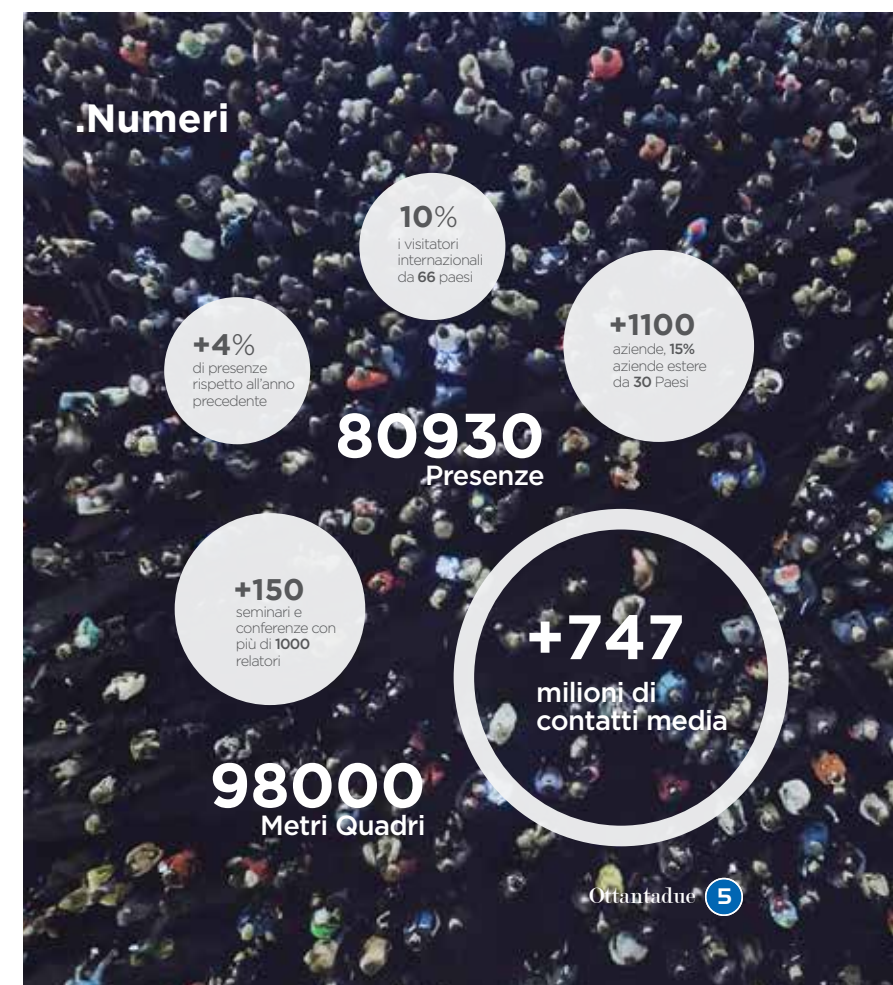 .Numeri
10%
i visitatori
internazionali
da 66 paesi
+4%
di presenze
rispetto all'anno
precedente
+1100
aziende, 15%
aziende estere
da 30 Paesi
80930
Presenze
+150
seminari e
conferenze con
più di 1000
relatori
+747
milioni di
contatti media
98000
Metri Quadri
Ottantadue 5